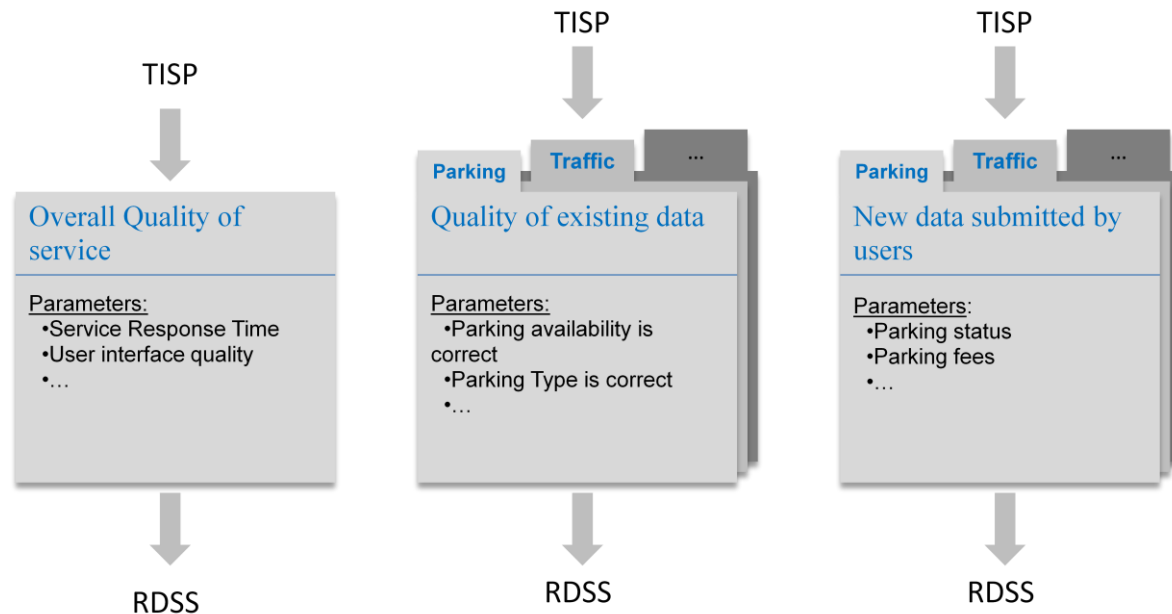 TISP
Overall Quality of
service
Parameters:
•Service Response Time
•User interface quality
•...
RDSS
TISP
Parking
Traffic
...
Quality of existing data
Parameters:
•Parking availability is
correct
•Parking Type is correct
•...
RDSS
TISP
Parking
Traffic
...
New data submitted by
users
Parameters:
•Parking status
•Parking fees
•...
RDSS